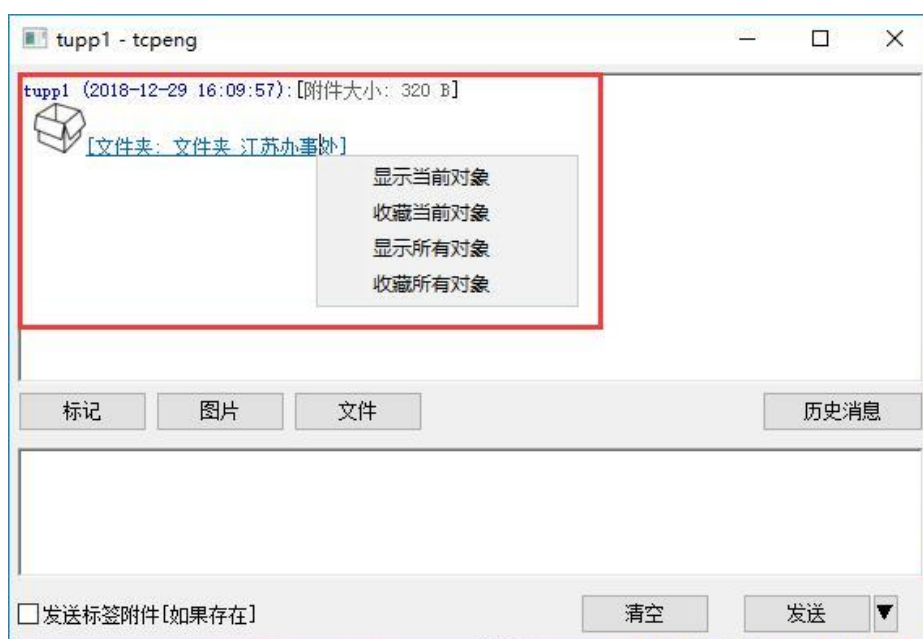 tupp1 - tcpeng
tupp1 (2018-12-29 16:09:57):[附件大小: 320 B]
[文件夹: 文件夹 江苏办事处]
显示当前对象
收藏当前对象
显示所有对象
收藏所有对象
标记 图片 文件 历史消息
发送标签附件[如果存在] 清空 发送